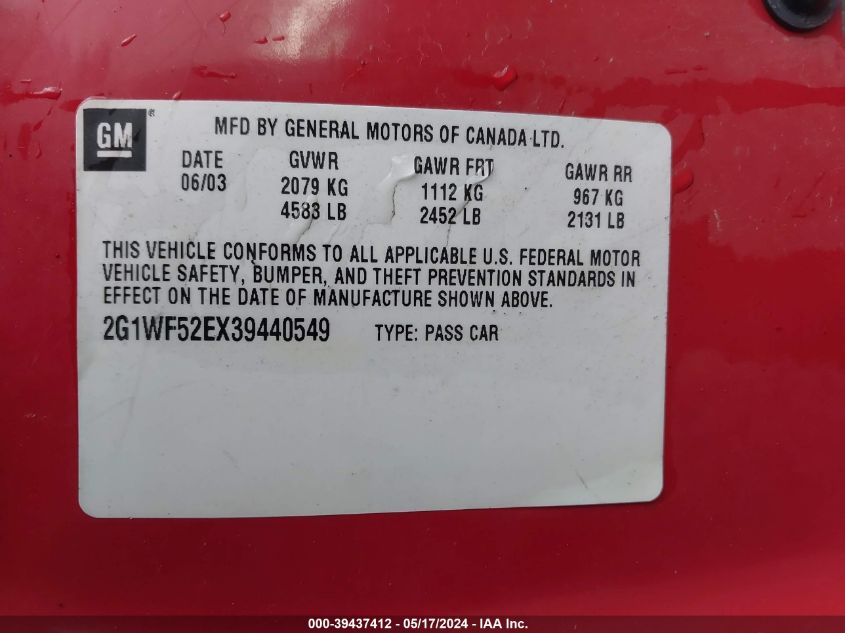 GM®
MFD BY GENERAL MOTORS OF CANADA LTD.
DATE GVWR GAWR FRT GAWR RR
06/03 2079 KG 1112 KG 967 KG
4583 LB 2452 LB 2131 LB
THIS VEHICLE CONFORMS TO ALL APPLICABLE U.S. FEDERAL MOTOR
VEHICLE SAFETY, BUMPER, AND THEFT PREVENTION STANDARDS IN
EFFECT ON THE DATE OF MANUFACTURE SHOWN ABOVE.
2G1WF52EX39440549 TYPE: PASS CAR
000-39437412 - 05/17/2024 - IAA Inc.